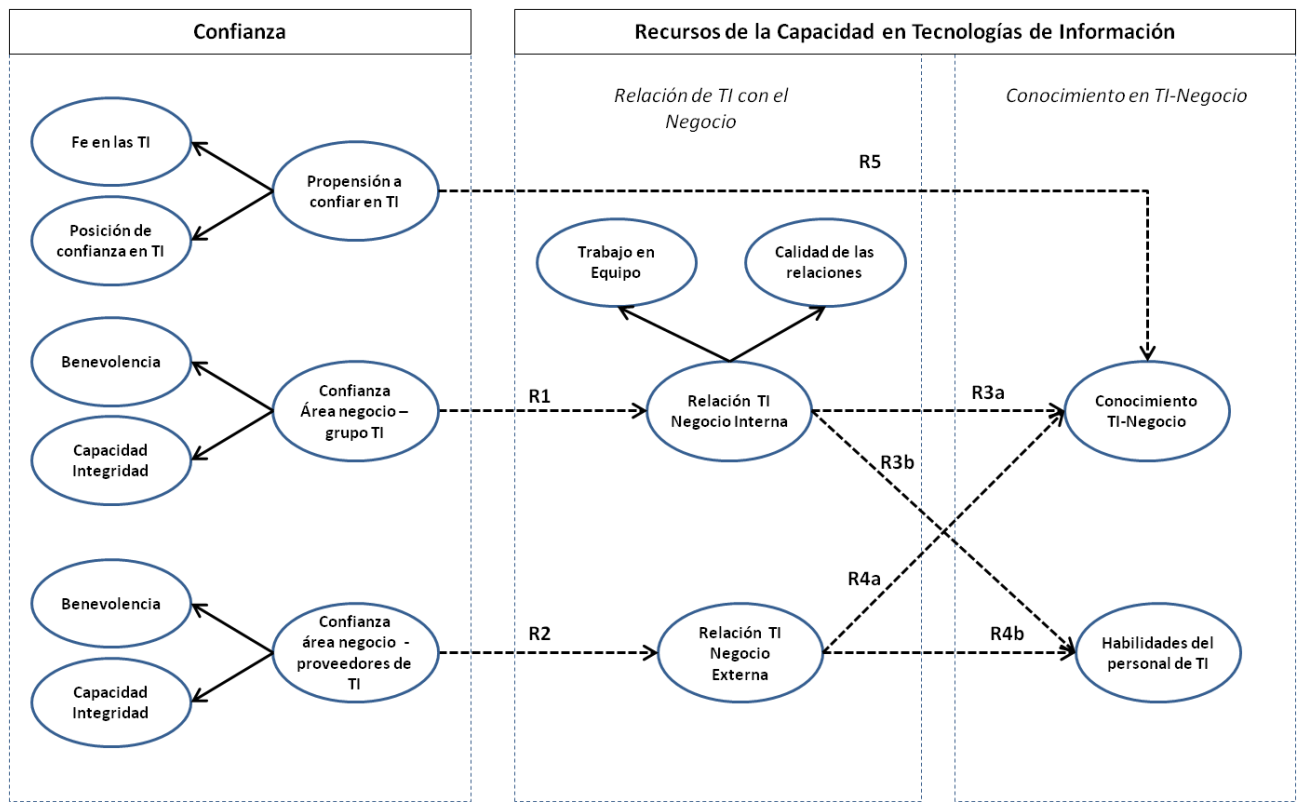 Confianza
Recursos de la Capacidad en Tecnologías de Información
Relación de TI con el
Negocio
Conocimiento en TI-Negocio
Fe en las TI
Propensión a
confiar en TI
Posición de
confianza en TI
R5
Trabajo en
Equipo
Calidad de las
relaciones
Benevolencia
Confianza
Área negocio –
grupo TI
Capacidad
Integridad
R1
Relación TI
Negocio Interna
R3a
R3b
Conocimiento
TI-Negocio
Benevolencia
Confianza
área negocio -
proveedores de
TI
Capacidad
Integridad
R2
Relación TI
Negocio
Externa
R4a
R4b
Habilidades del
personal de TI